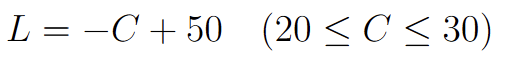 L = −C + 50 (20 ≤ C ≤ 30)